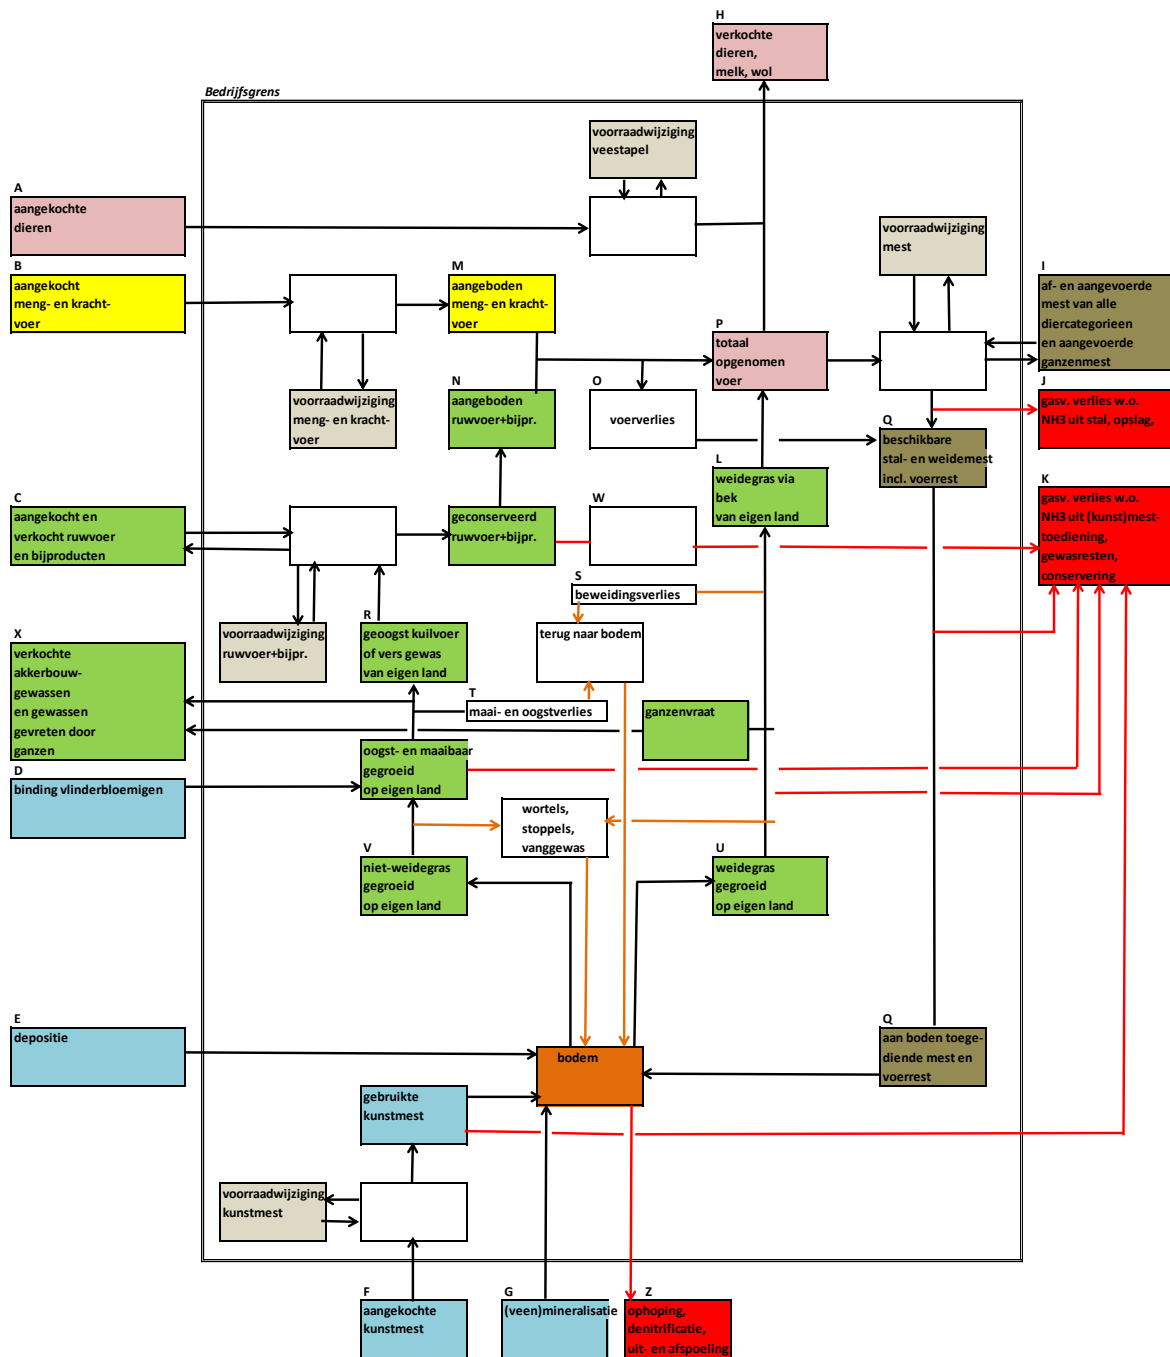 H
verkochte
dieren,
melk, wol
Bedrijfsgrens
voorraadwijziging
veestapel
A
aangekochte
dieren
voorraadwijziging
mest
B
aangekocht
meng- en kracht-
voer
M
aangeboden
meng- en kracht-
voer
I
af- en aangevoerde
mest van alle
diercategorieen
en aangevoerde
ganzenmest
P
totaal
opgenomen
voer
voorraadwijziging
meng- en kracht-
voer
N
aangeboden
ruwvoer+bijpr.
O
voerverlies
J
gasv. verlies w.o.
NH3 uit stal, opslag,
Q
beschikbare
stal- en weidemest
incl. voerrest
L
weidegras via
bek
van eigen land
C
aangekocht en
verkocht ruwvoer
en bijproducten
geconserveerd
ruwvoer+bijpr.
W
K
gasv. verlies w.o.
NH3 uit (kunst)mest-
toediening,
gewasresten,
conservering
S
beweidingsverlies
X
verkochte
akkerbouw-
gewassen
en gewassen
gevreten door
ganzen
voorraadwijziging
ruwvoer+bijpr.
R
geoogst kuilvoer
of vers gewas
van eigen land
terug naar bodem
T
maai- en oogstverlies
ganzenvraat
oogst- en maaibaar
gegroeid
op eigen land
D
binding vlinderbloemigen
wortels,
stoppels,
vanggewas
V
niet-weidegras
gegroeid
op eigen land
U
weidegras
gegroeid
op eigen land
E
depositie
bodem
Q
aan boden toege-
diende mest en
voerrest
gebruikte
kunstmest
voorraadwijziging
kunstmest
F
aangekochte
kunstmest
G
(veen)mineralisatie
Z
ophoping,
denitrificatie,
uit- en afspoeling